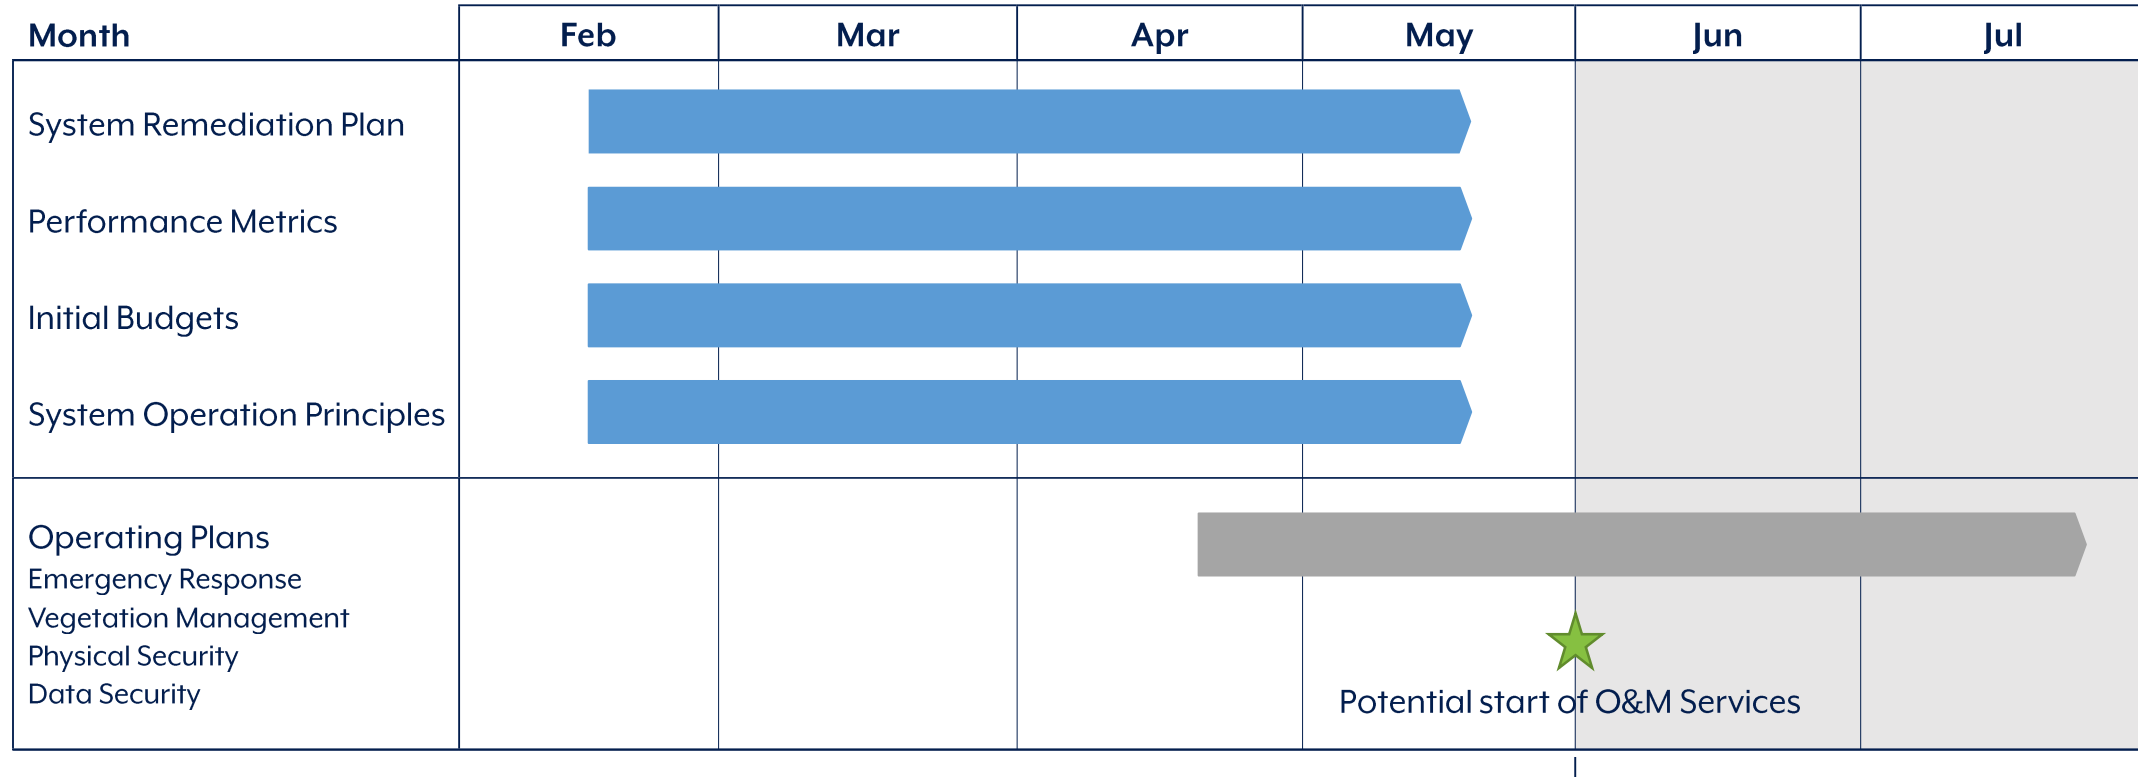 Month Feb Mar Apr May Jun Jul
System Remediation Plan
Performance Metrics
Initial Budgets
System Operation Principles
Operating Plans
Emergency Response
Vegetation Management
Physical Security
Data Security
Potential start of O&M Services